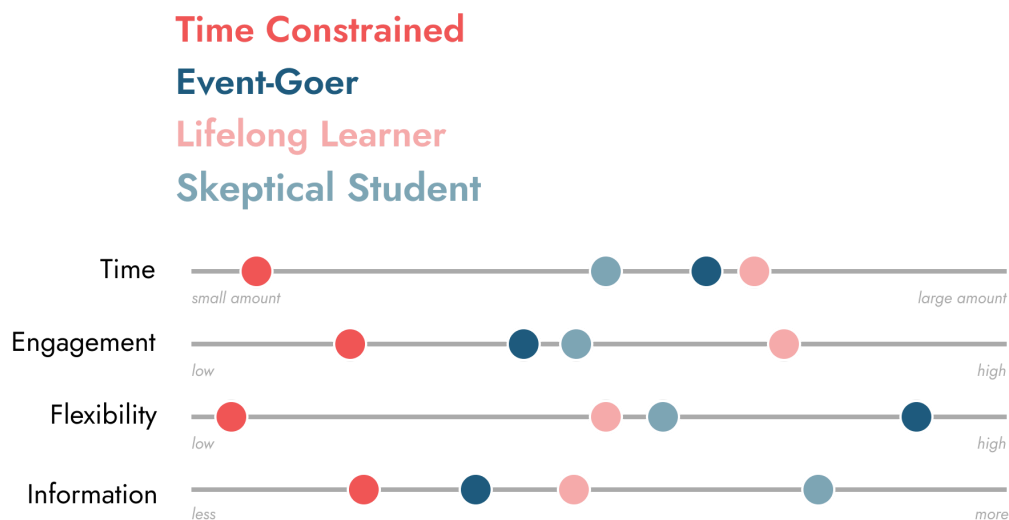 Time Constrained
Event-Goer
Lifelong Learner
Skeptical Student
Time
small amount
large amount
Engagement
low
high
Flexibility
low
high
Information
less
more